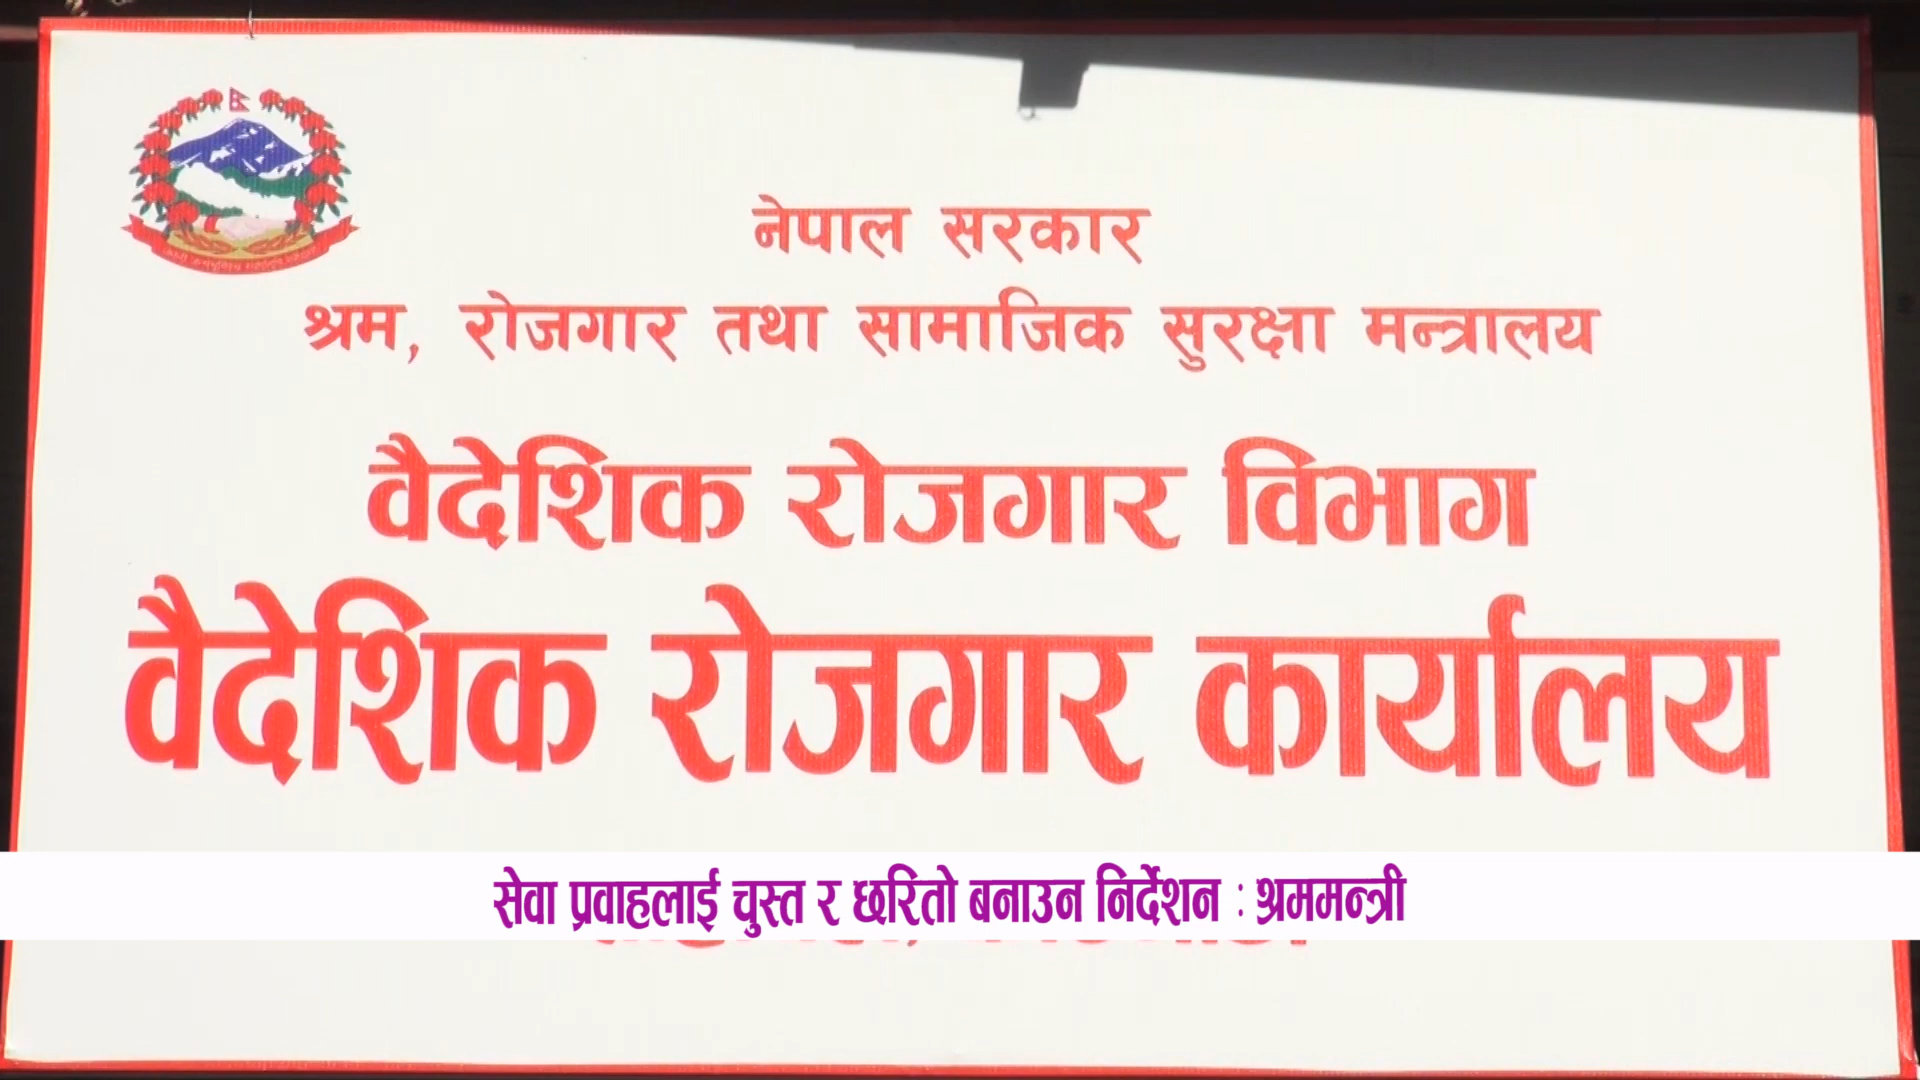 नेपाल सरकार
श्रम, रोजगार तथा सामाजिक सुरक्षा मन्त्रालय
वैदेशिक रोजगार विभाग
वैदेशिक रोजगार कार्यालय
सेवा प्रवाहलाई चुस्त र छरितो बनाउन निर्देशन : श्रममन्त्री